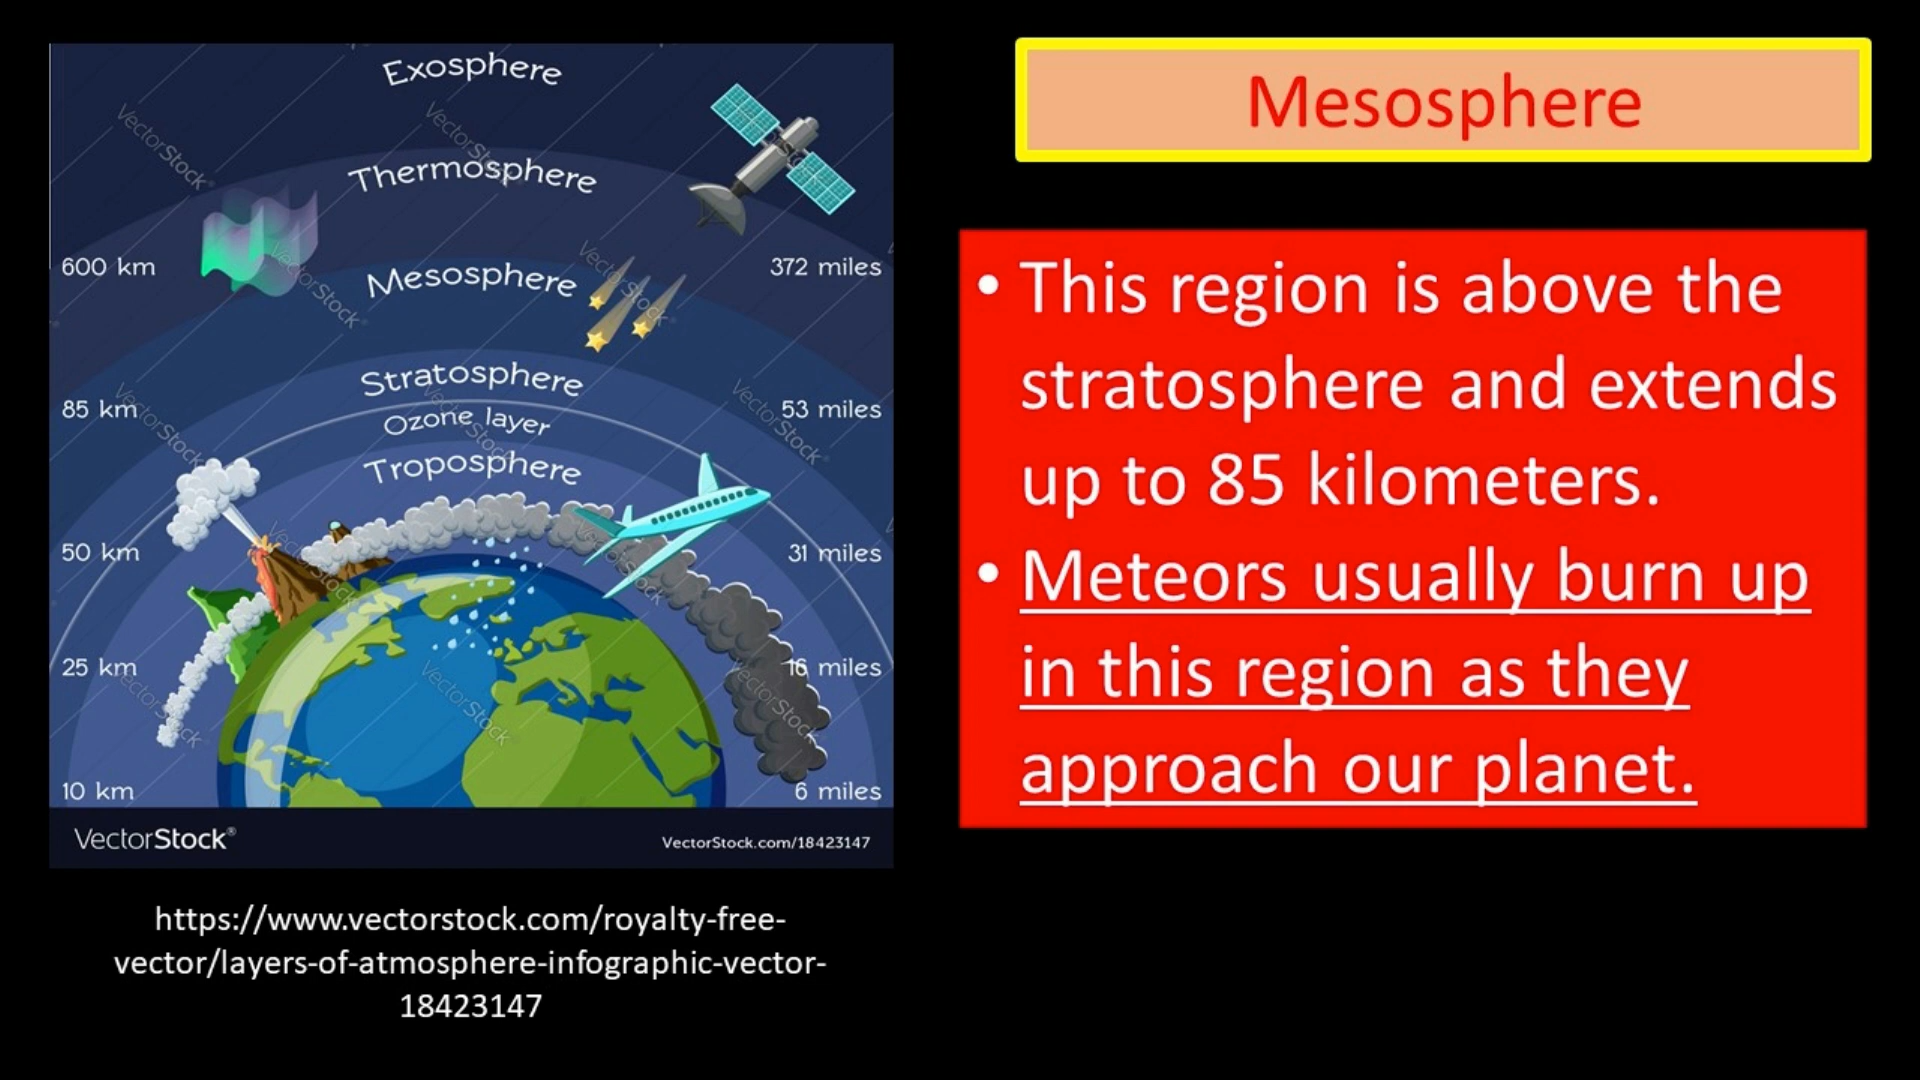 Exosphere
Thermosphere
600 km
372 miles
Mesosphere
Stratosphere
85 km
53 miles
Ozone layer
Troposphere
50 km
31 miles
25 km
16 miles
10 km
6 miles
VectorStock®
VectorStock.com/18423147
https://www.vectorstock.com/royalty-free-
vector/layers-of-atmosphere-infographic-vector-
18423147
Mesosphere
• This region is above the
stratosphere and extends
up to 85 kilometers.
• Meteors usually burn up
in this region as they
approach our planet.